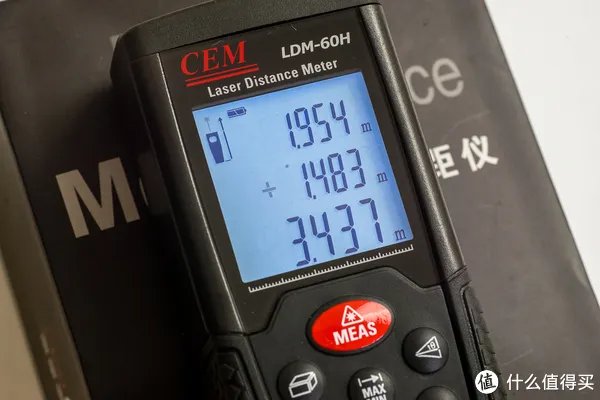 CEM LDM-60H
Laser Distance Meter
1.954 m
+ 1.483 m
3.437 m
ce
距仪
M
MEAS
MAX
MIN
值 什么值得买